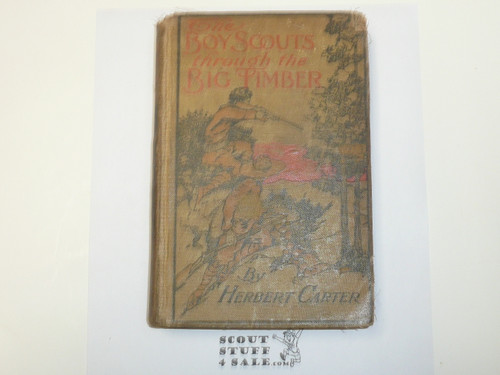 The
Boy Scouts
through the
Big Timber
By
Herbert Carter
SCOUT
STUFF
4 SALE.com